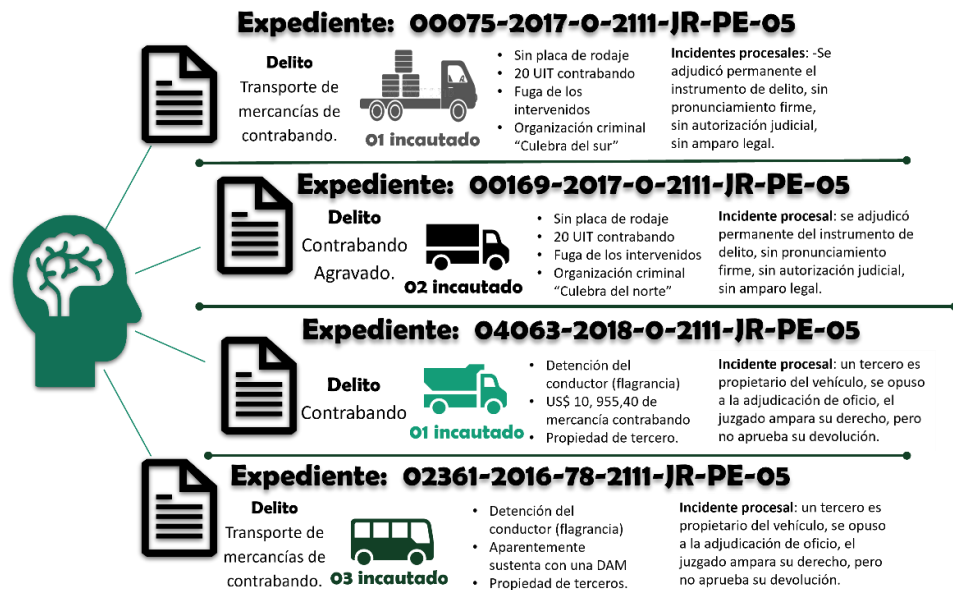 Expediente: 00075-2017-0-2111-JR-PE-05
Delito
Transporte de
mercancías de
contrabando.
01 incautado
• Sin placa de rodaje
• 20 UIT contrabando
• Fuga de los
intervenidos
• Organización criminal
“Culebra del sur”
Incidentes procesales: -Se
adjudicó permanente el
instrumento de delito, sin
pronunciamiento firme,
sin autorización judicial,
sin amparo legal.
Expediente: 00169-2017-0-2111-JR-PE-05
Delito
Contrabando
Agravado.
02 incautado
• Sin placa de rodaje
• 20 UIT contrabando
• Fuga de los intervenidos
• Organización criminal
“Culebra del norte”
Incidente procesal: se adjudicó
permanente del instrumento de
delito, sin pronunciamiento
firme, sin autorización judicial,
sin amparo legal.
Expediente: 04063-2018-0-2111-JR-PE-05
Delito
Contrabando
01 incautado
• Detención del
conductor (flagrancia)
• US$ 10, 955,40 de
mercancía contrabando
• Propiedad de tercero.
Incidente procesal: un tercero es
propietario del vehículo, se opuso
a la adjudicación de oficio, el
juzgado ampara su derecho, pero
no aprueba su devolución.
Expediente: 02361-2016-78-2111-JR-PE-05
Delito
Transporte de
mercancías de
contrabando.
03 incautado
• Detención del
conductor (flagrancia)
• Aparentemente
sustenta con una DAM
• Propiedad de terceros.
Incidente procesal: un tercero es
propietario del vehículo, se opuso
a la adjudicación de oficio, el
juzgado ampara su derecho, pero
no aprueba su devolución.